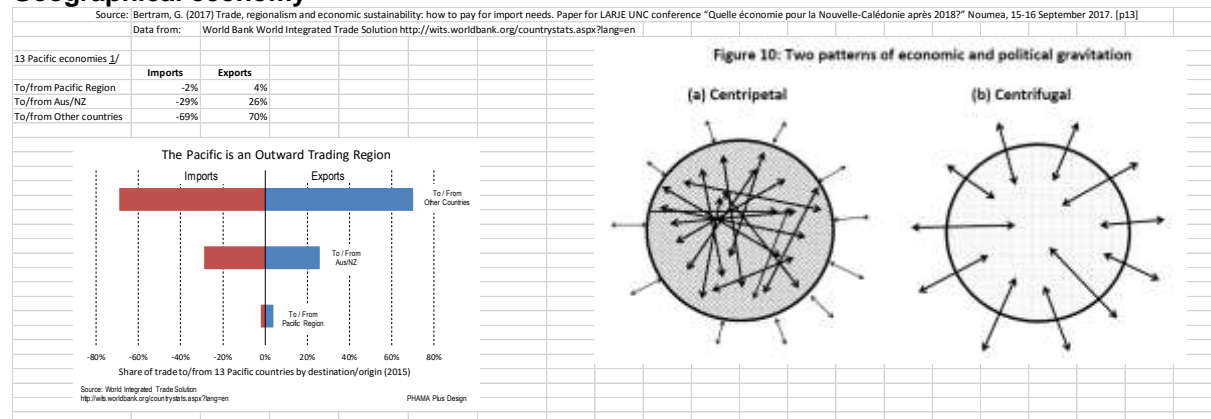 Geographical economy
Source: Bertram, G. (2017) Trade, regionalism and economic sustainability: how to pay for import needs. Paper for LARJE UNC conference "Quelle économie pour la Nouvelle-Calédonie après 2018?" Noumea, 15-16 September 2017. [p13]
Data from: World Bank World Integrated Trade Solution http://wits.worldbank.org/countrystats.aspx?lang=en
13 Pacific economies 1/
Imports Exports
To/from Pacific Region -2% 4%
To/from Aus/NZ -29% 26%
To/from Other countries -69% 70%
The Pacific is an Outward Trading Region
Imports Exports
To / From
Other Countries
To / From
Aus/NZ
To / From
Pacific Region
-80% -60% -40% -20% 0% 20% 40% 60% 80%
Share of trade to/from 13 Pacific countries by destination/origin (2015)
Source: World Integrated Trade Solution
http://wits.worldbank.org/countrystats.aspx?lang=en PHAMA Plus Design
Figure 10: Two patterns of economic and political gravitation
(a) Centripetal (b) Centrifugal